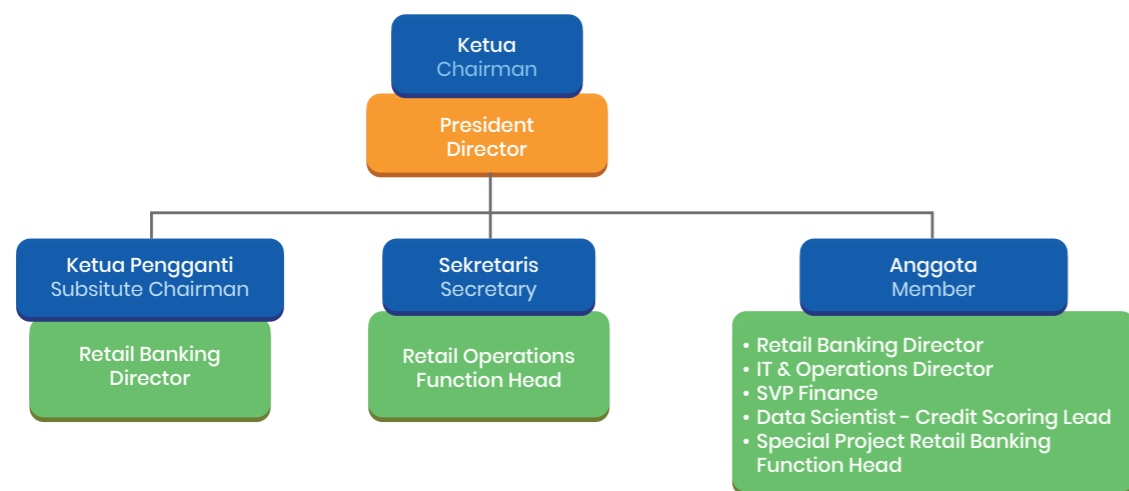 Ketua
Chairman
President
Director
Ketua Pengganti
Subsitute Chairman
Retail Banking
Director
Sekretaris
Secretary
Retail Operations
Function Head
Anggota
Member
• Retail Banking Director
• IT & Operations Director
• SVP Finance
• Data Scientist - Credit Scoring Lead
• Special Project Retail Banking
Function Head